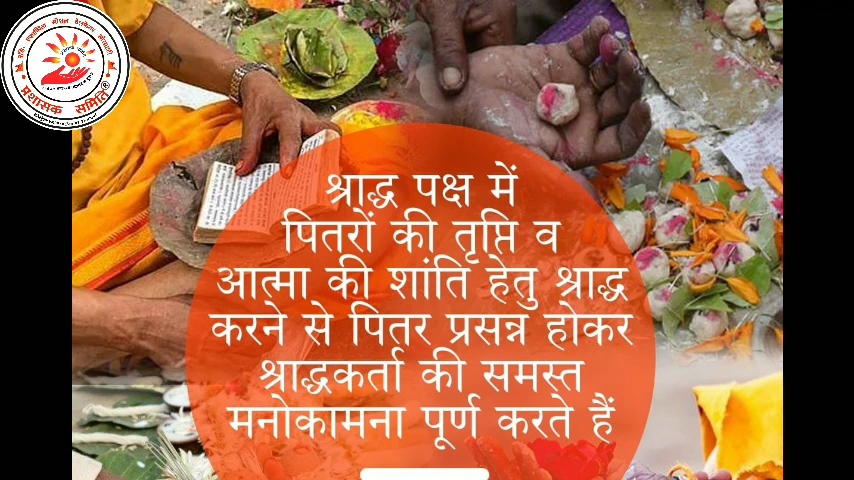 प्रशासक समिति®
श्राद्ध पक्ष में
पितरों की तृप्ति व
आत्मा की शांति हेतु श्राद्ध
करने से पितर प्रसन्न होकर
श्राद्धकर्ता की समस्त
मनोकामना पूर्ण करते हैं